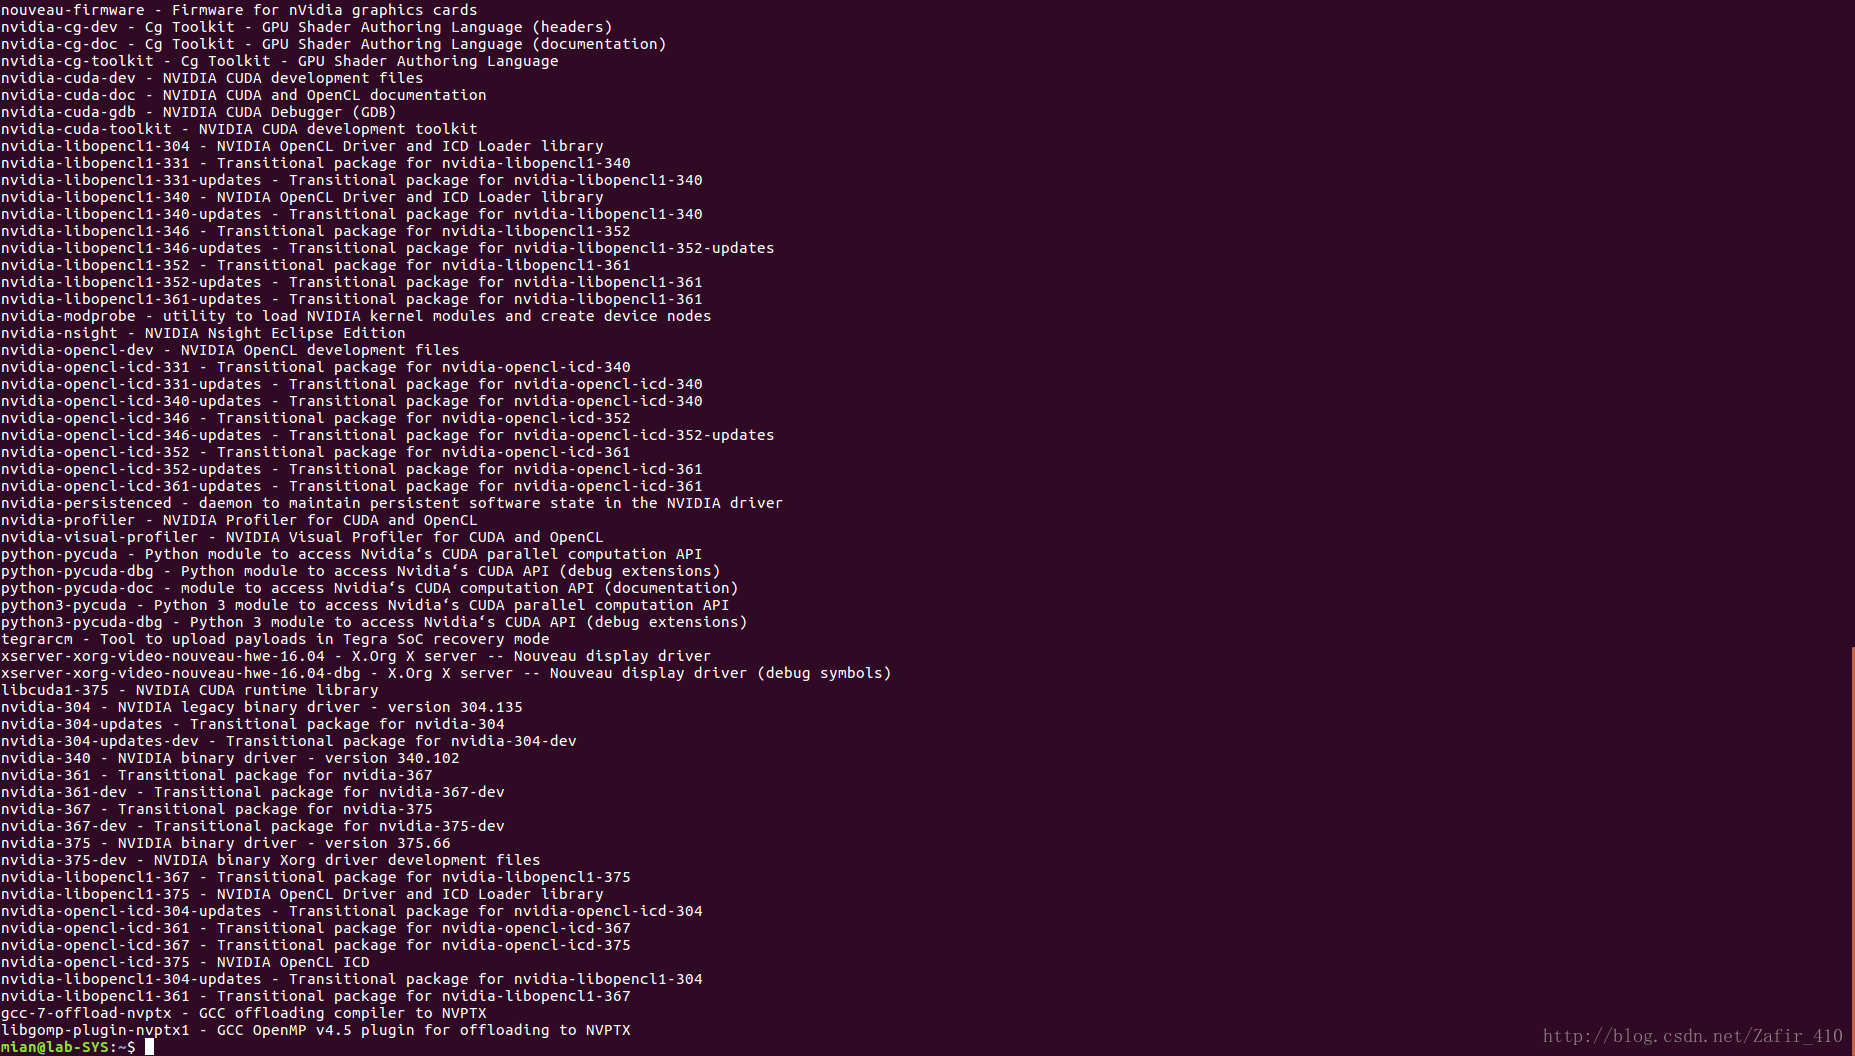 nouveau-firmware - Firmware for nVidia graphics cards
nvidia-cg-dev - Cg Toolkit - GPU Shader Authoring Language (headers)
nvidia-cg-doc - Cg Toolkit - GPU Shader Authoring Language (documentation)
nvidia-cg-toolkit - Cg Toolkit - GPU Shader Authoring Language
nvidia-cuda-dev - NVIDIA CUDA development files
nvidia-cuda-doc - NVIDIA CUDA and OpenCL documentation
nvidia-cuda-gdb - NVIDIA CUDA Debugger (GDB)
nvidia-cuda-toolkit - NVIDIA CUDA development toolkit
nvidia-libopencl1-304 - NVIDIA OpenCL Driver and ICD Loader library
nvidia-libopencl1-331 - Transitional package for nvidia-libopencl1-340
nvidia-libopencl1-331-updates - Transitional package for nvidia-libopencl1-340
nvidia-libopencl1-340 - NVIDIA OpenCL Driver and ICD Loader library
nvidia-libopencl1-340-updates - Transitional package for nvidia-libopencl1-340
nvidia-libopencl1-346 - Transitional package for nvidia-libopencl1-352
nvidia-libopencl1-346-updates - Transitional package for nvidia-libopencl1-352-updates
nvidia-libopencl1-352 - Transitional package for nvidia-libopencl1-361
nvidia-libopencl1-352-updates - Transitional package for nvidia-libopencl1-361
nvidia-libopencl1-361-updates - Transitional package for nvidia-libopencl1-361
nvidia-modprobe - utility to load NVIDIA kernel modules and create device nodes
nvidia-nsight - NVIDIA Nsight Eclipse Edition
nvidia-opencl-dev - NVIDIA OpenCL development files
nvidia-opencl-icd-331 - Transitional package for nvidia-opencl-icd-340
nvidia-opencl-icd-331-updates - Transitional package for nvidia-opencl-icd-340
nvidia-opencl-icd-340-updates - Transitional package for nvidia-opencl-icd-340
nvidia-opencl-icd-346 - Transitional package for nvidia-opencl-icd-352
nvidia-opencl-icd-346-updates - Transitional package for nvidia-opencl-icd-352-updates
nvidia-opencl-icd-352 - Transitional package for nvidia-opencl-icd-361
nvidia-opencl-icd-352-updates - Transitional package for nvidia-opencl-icd-361
nvidia-opencl-icd-361-updates - Transitional package for nvidia-opencl-icd-361
nvidia-persistenced - daemon to maintain persistent software state in the NVIDIA driver
nvidia-profiler - NVIDIA Profiler for CUDA and OpenCL
nvidia-visual-profiler - NVIDIA Visual Profiler for CUDA and OpenCL
python-pycuda - Python module to access Nvidia‘s CUDA parallel computation API
python-pycuda-dbg - Python module to access Nvidia‘s CUDA API (debug extensions)
python-pycuda-doc - module to access Nvidia‘s CUDA computation API (documentation)
python3-pycuda - Python 3 module to access Nvidia‘s CUDA parallel computation API
python3-pycuda-dbg - Python 3 module to access Nvidia‘s CUDA API (debug extensions)
tegrarcm - Tool to upload payloads in Tegra SoC recovery mode
xserver-xorg-video-nouveau-hwe-16.04 - X.Org X server -- Nouveau display driver
xserver-xorg-video-nouveau-hwe-16.04-dbg - X.Org X server -- Nouveau display driver (debug symbols)
libcuda1-375 - NVIDIA CUDA runtime library
nvidia-304 - NVIDIA legacy binary driver - version 304.135
nvidia-304-updates - Transitional package for nvidia-304
nvidia-304-updates-dev - Transitional package for nvidia-304-dev
nvidia-340 - NVIDIA binary driver - version 340.102
nvidia-361 - Transitional package for nvidia-367
nvidia-361-dev - Transitional package for nvidia-367-dev
nvidia-367 - Transitional package for nvidia-375
nvidia-367-dev - Transitional package for nvidia-375-dev
nvidia-375 - NVIDIA binary driver - version 375.66
nvidia-375-dev - NVIDIA binary Xorg driver development files
nvidia-libopencl1-367 - Transitional package for nvidia-libopencl1-375
nvidia-libopencl1-375 - NVIDIA OpenCL Driver and ICD Loader library
nvidia-opencl-icd-304-updates - Transitional package for nvidia-opencl-icd-304
nvidia-opencl-icd-361 - Transitional package for nvidia-opencl-icd-367
nvidia-opencl-icd-367 - Transitional package for nvidia-opencl-icd-375
nvidia-opencl-icd-375 - NVIDIA OpenCL ICD
nvidia-libopencl1-304-updates - Transitional package for nvidia-libopencl1-304
nvidia-libopencl1-361 - Transitional package for nvidia-libopencl1-367
gcc-7-offload-nvptx - GCC offloading compiler to NVPTX
libgomp-plugin-nvptx1 - GCC OpenMP v4.5 plugin for offloading to NVPTX
mian@lab-SYS:~$
http://blog.csdn.net/Zafir_410